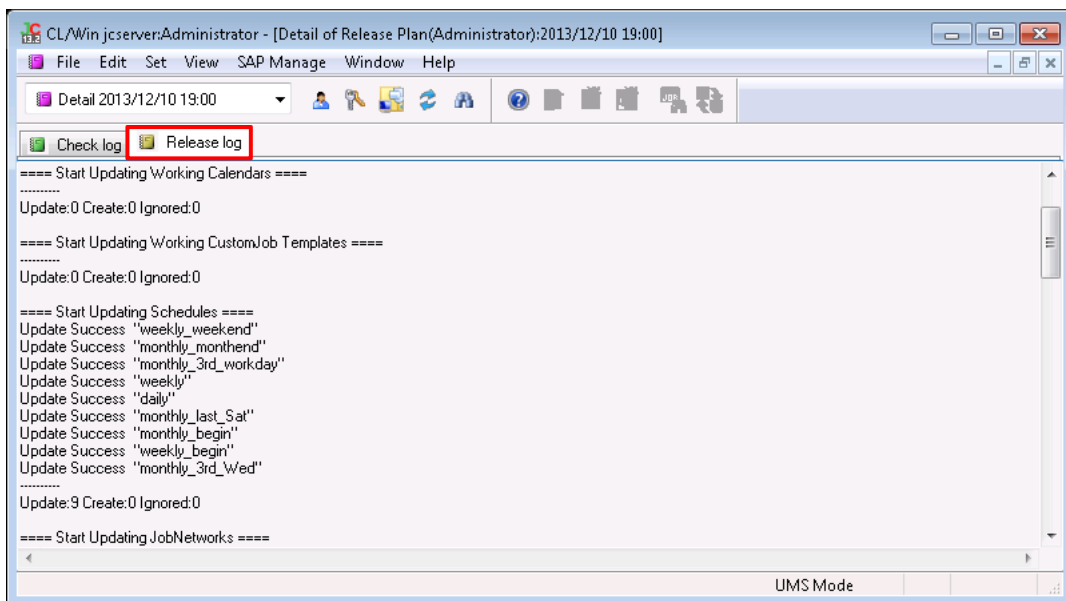 CL/Win jcserver:Administrator - [Detail of Release Plan(Administrator):2013/12/10 19:00]
File Edit Set View SAP Manage Window Help
Detail 2013/12/10 19:00
Check log Release log
==== Start Updating Working Calendars ====
----------
Update:0 Create:0 Ignored:0
==== Start Updating Working CustomJob Templates ====
----------
Update:0 Create:0 Ignored:0
==== Start Updating Schedules ====
Update Success "weekly_weekend"
Update Success "monthly_monthend"
Update Success "monthly_3rd_workday"
Update Success "weekly"
Update Success "daily"
Update Success "monthly_last_Sat"
Update Success "monthly_begin"
Update Success "weekly_begin"
Update Success "monthly_3rd_Wed"
----------
Update:9 Create:0 Ignored:0
==== Start Updating JobNetworks ====
UMS Mode